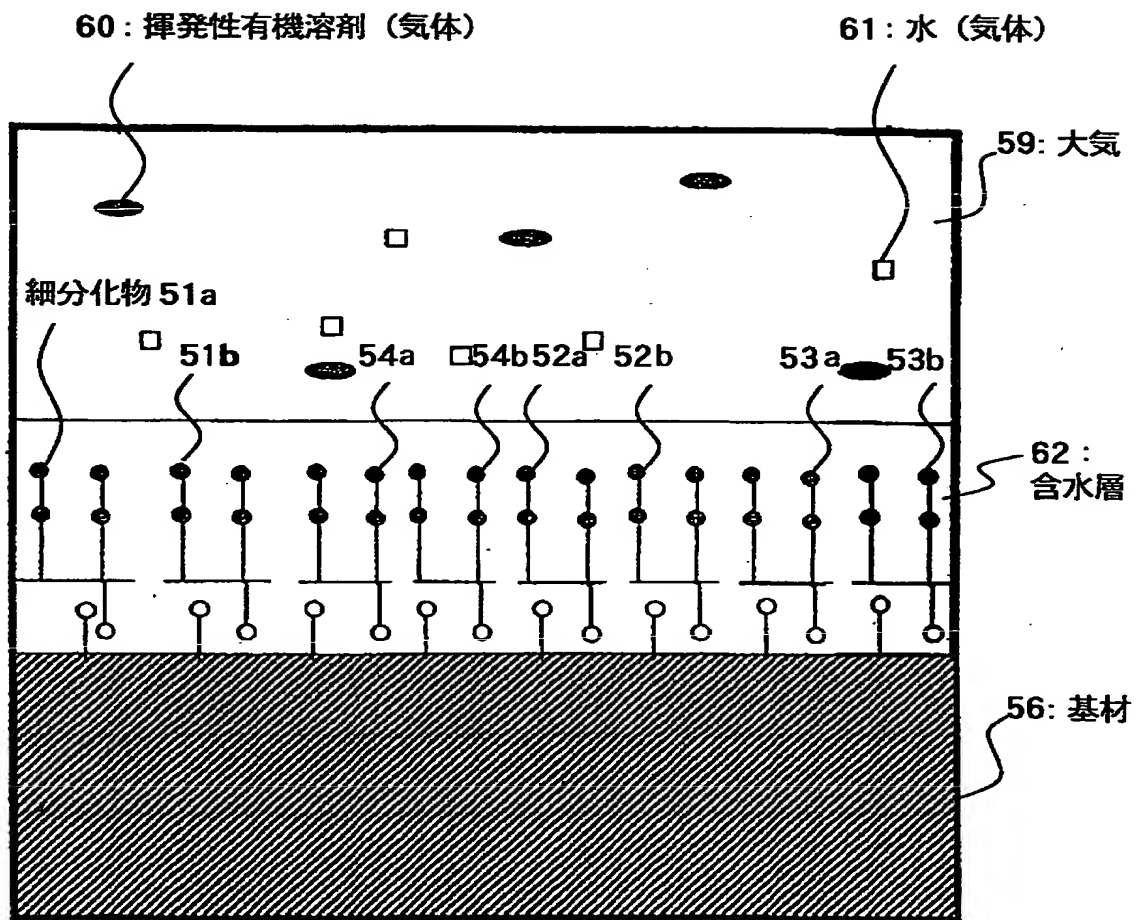 60 : 揮発性有機溶剤（気体）
61 : 水（気体）
59: 大気
細分化物 51a
51b
54a
54b
52a
52b
53a
53b
62 :
含水層
56: 基材